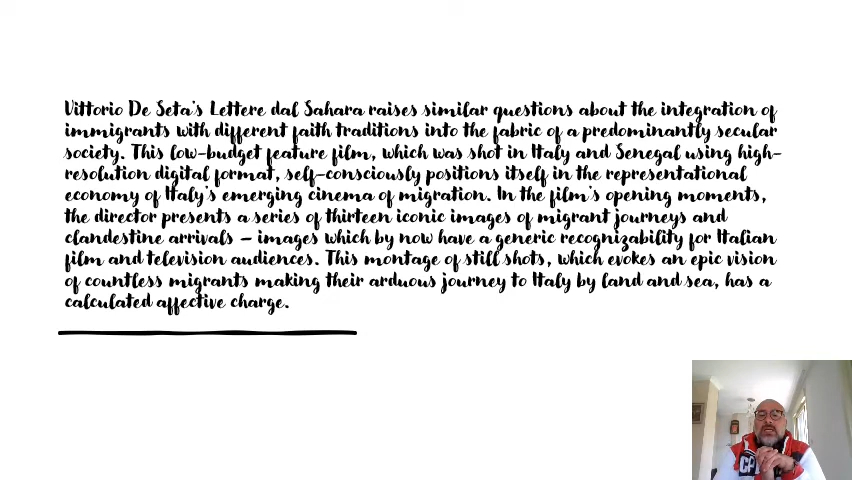 Vittorio De Seta's Lettere dal Sahara raises similar questions about the integration of
immigrants with different faith traditions into the fabric of a predominantly secular
society. This low-budget feature film, which was shot in Italy and Senegal using high-
resolution digital format, self-consciously positions itself in the representational
economy of Italy's emerging cinema of migration. In the film's opening moments,
the director presents a series of thirteen iconic images of migrant journeys and
clandestine arrivals – images which by now have a generic recognizability for Italian
film and television audiences. This montage of still shots, which evokes an epic vision
of countless migrants making their arduous journey to Italy by land and sea, has a
calculated affective charge.